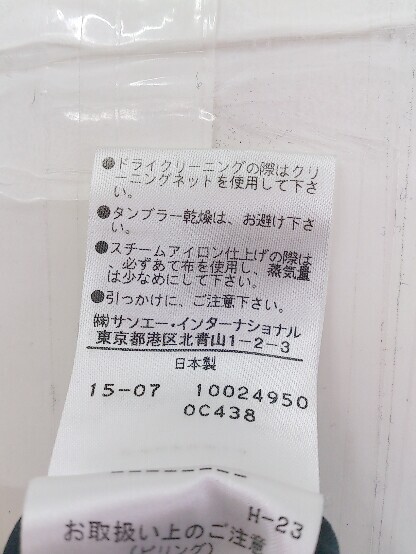 ●ドライクリーニングの際はクリ
ーニングネットを使用して下さ
い。
●タンブラー乾燥は、お避け下さ
い。
●スチームアイロン仕上げの際は
、必ずあて布を使用し、蒸気量
は少なめにして下さい。
●引っかけに、ご注意下さい。
㈱サンエー・インターナショナル
東京都港区北青山1-2-3
日本製
15-07 10024950
OC438
H-23
お取扱い上のご注意
(ピリング)